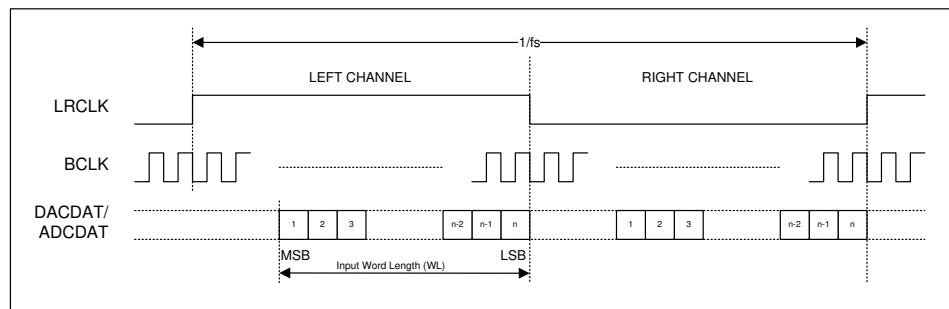 1/fs
LEFT CHANNEL RIGHT CHANNEL
LRCLK
BCLK
DACDAT/
ADCDAT
1 2 3 n-2 n-1 n 1 2 3 n-2 n-1 n
MSB LSB
Input Word Length (WL)